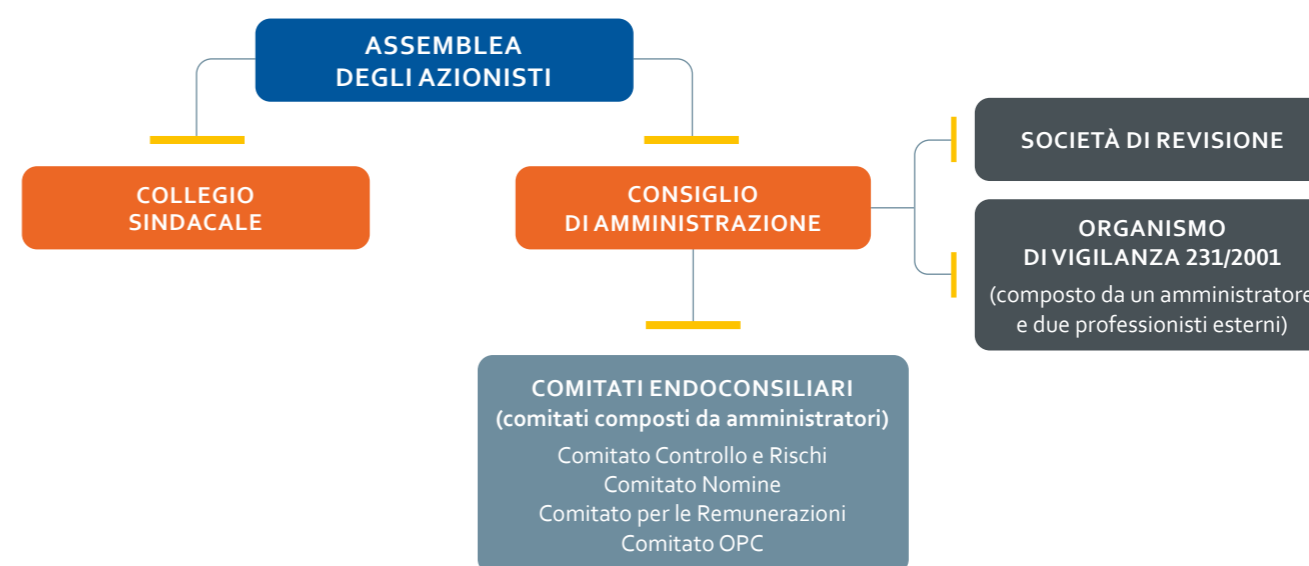 ASSEMBLEA
DEGLI AZIONISTI
COLLEGIO
SINDACALE
CONSIGLIO
DI AMMINISTRAZIONE
SOCIETÀ DI REVISIONE
ORGANISMO
DI VIGILANZA 231/2001
(composto da un amministratore
e due professionisti esterni)
COMITATI ENDOCONSILIARI
(comitati composti da amministratori)
Comitato Controllo e Rischi
Comitato Nomine
Comitato per le Remunerazioni
Comitato OPC